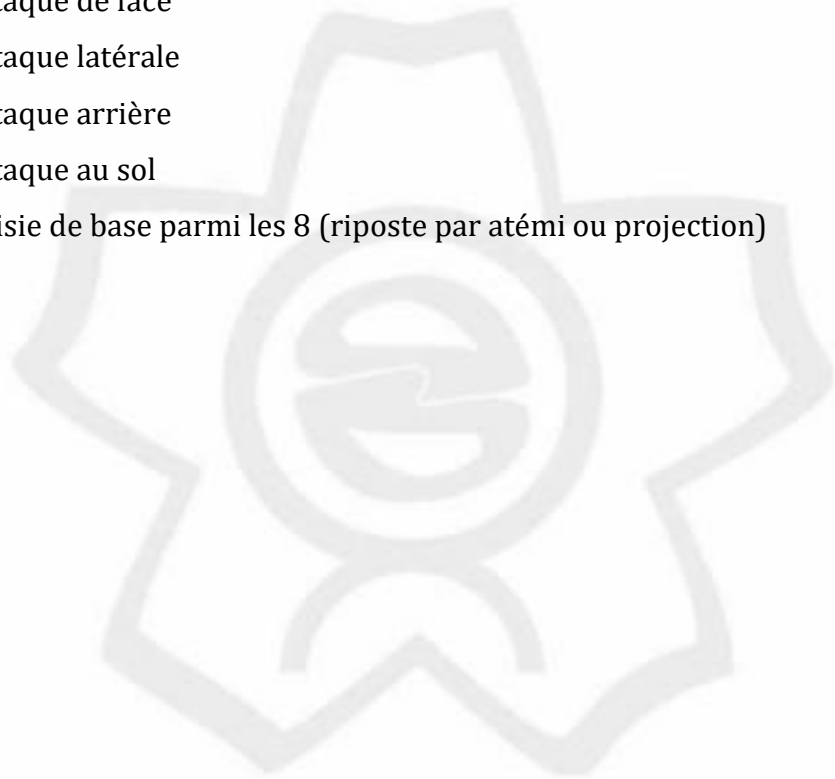 taque de face
taque latérale
taque arrière
taque au sol
isie de base parmi les 8 (riposte par atémi ou projection)